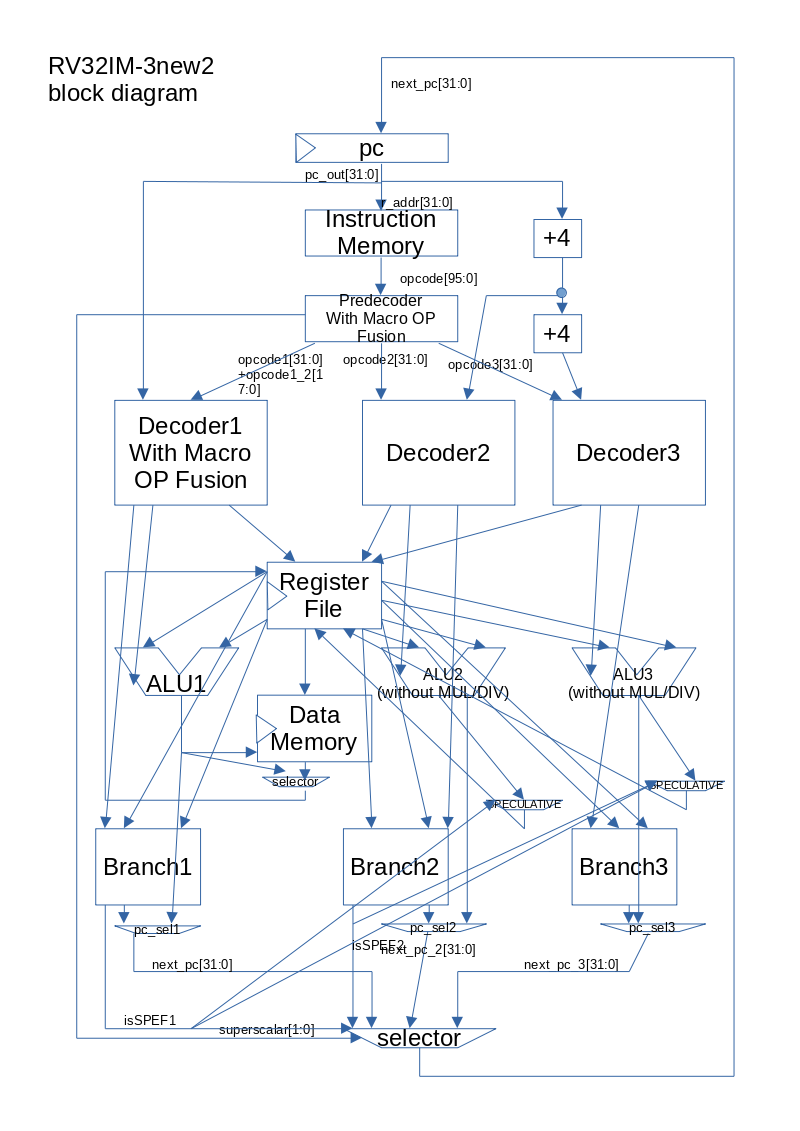 RV32IM-3new2
block diagram
next_pc[31:0]
pc
pc_out[31:0]
r_addr[31:0]
Instruction
Memory
+4
opcode[95:0]
Predecoder
With Macro OP
Fusion
+4
opcode1[31:0]
+opcode1_2[1
7:0]
opcode2[31:0]
opcode3[31:0]
Decoder1
With Macro
OP Fusion
Decoder2
Decoder3
Register
File
ALU1
ALU2
(without MUL/DIV)
ALU3
(without MUL/DIV)
Data
Memory
selector
SPECULATIVE
SPECULATIVE
Branch1
Branch2
Branch3
pc_sel1
pc_sel2
pc_sel3
isSPEF2
next_pc_2[31:0]
next_pc[31:0]
next_pc_3[31:0]
isSPEF1
superscalar[1:0]
selector